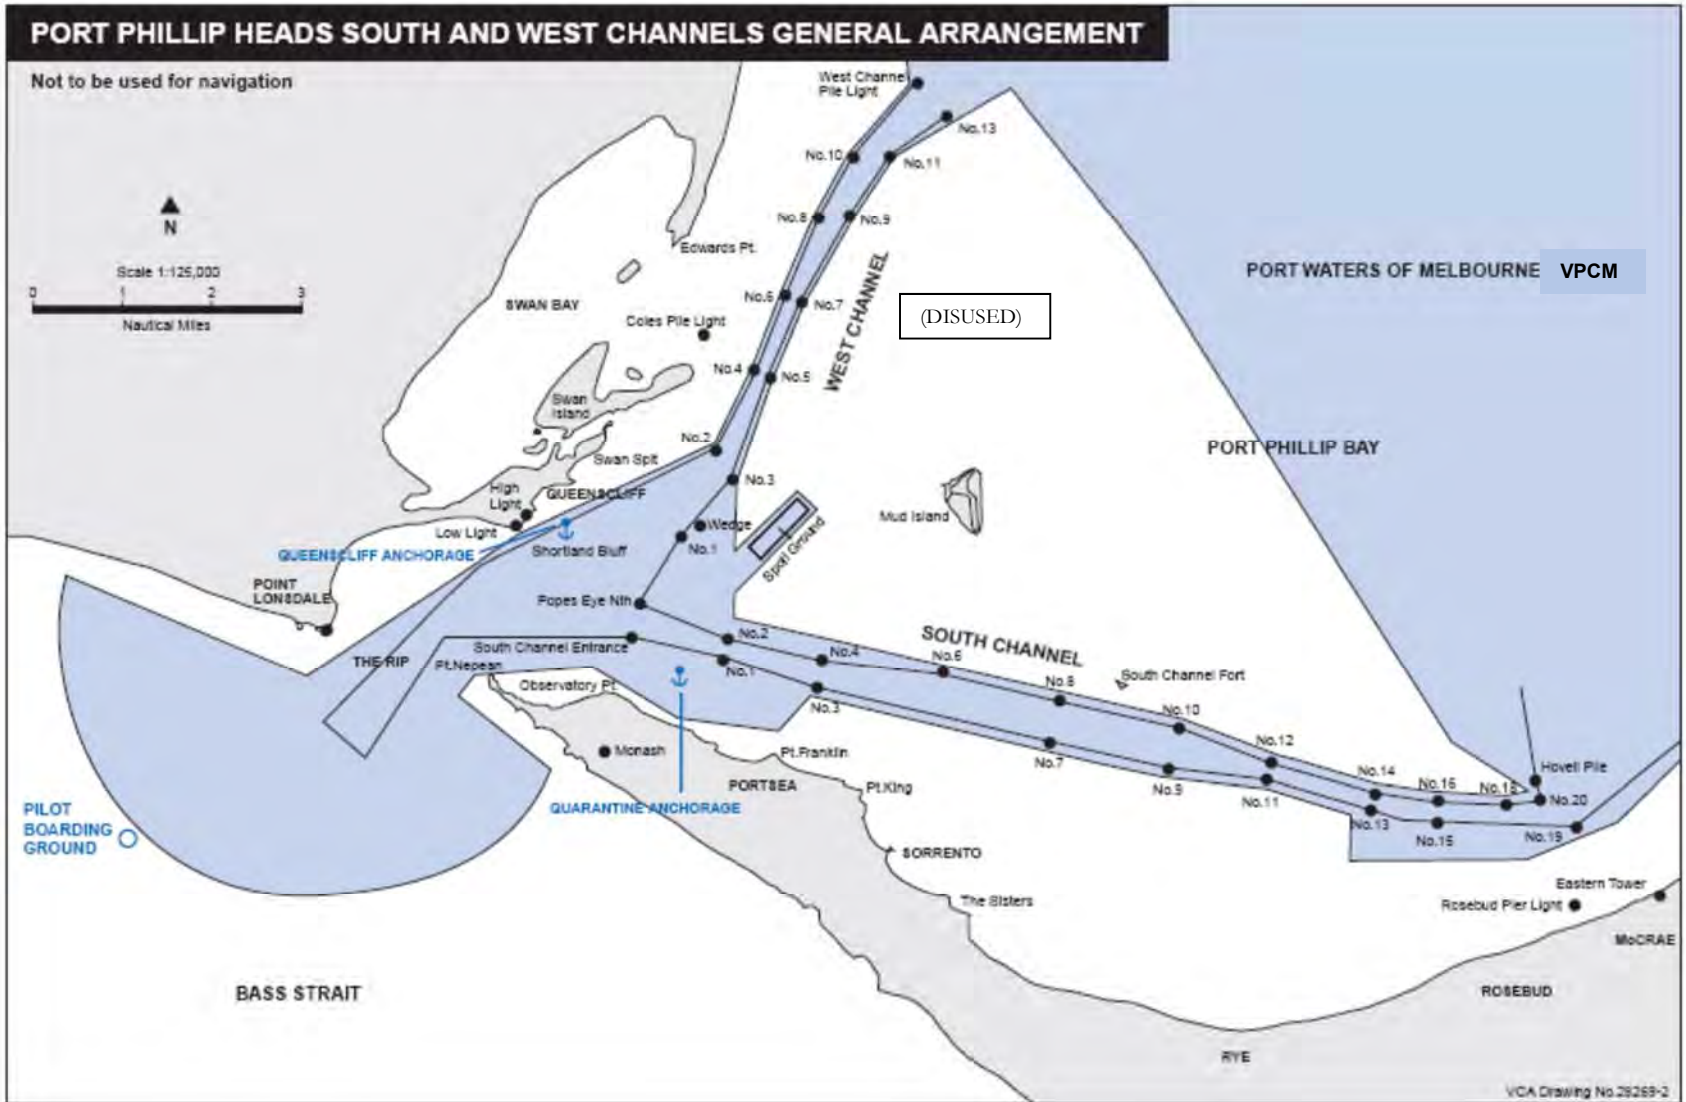 PORT PHILLIP HEADS SOUTH AND WEST CHANNELS GENERAL ARRANGEMENT
Not to be used for navigation
West Channel
Pile Light
No.13
No.10
No.11
N
No.8
No.9
Edwards Pt.
Scale 1:125,000
0 1 2 3
Nautical Miles
SWAN BAY
No.6
No.7
WEST CHANNEL
(DISUSED)
PORT WATERS OF MELBOURNE VPCM
Coles Pile Light
No.4
No.5
Swan
Island
No.2
PORT PHILLIP BAY
Swan Spit
No.3
High
Light
QUEENSCLIFF
Wedge
Mud Island
Low Light
No.1
Spoil Ground
QUEENSCLIFF ANCHORAGE
Shortland Bluff
POINT
LONSDALE
Popes Eye Nth
No.2
SOUTH CHANNEL
South Channel Entrance
No.4
No.6
THE RIP
Pt.Nepean
No.1
No.8
South Channel Fort
Observatory Pt.
No.3
No.10
No.12
Monash
Pt.Franklin
No.7
Hovell Pile
No.14
No.16
No.18
No.20
PORTSEA
Pt.King
No.9
No.11
QUARANTINE ANCHORAGE
No.13
No.15
No.19
PILOT
BOARDING
GROUND
SORRENTO
Eastern Tower
The Sisters
Rosebud Pier Light
McCRAE
BASS STRAIT
ROSEBUD
RYE
VCA Drawing No.28269-2